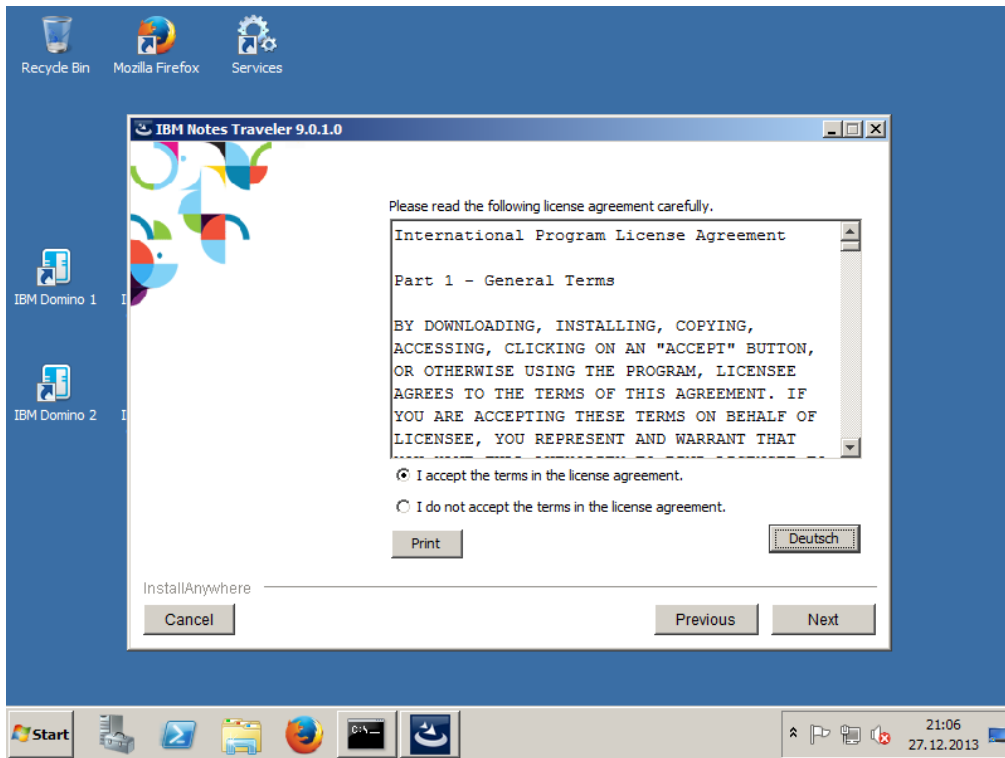 Recycle Bin
Mozilla Firefox
Services
IBM Domino 1
IBM Domino 2
IBM Notes Traveler 9.0.1.0
Please read the following license agreement carefully.
International Program License Agreement
Part 1 - General Terms
BY DOWNLOADING, INSTALLING, COPYING,
ACCESSING, CLICKING ON AN "ACCEPT" BUTTON,
OR OTHERWISE USING THE PROGRAM, LICENSEE
AGREES TO THE TERMS OF THIS AGREEMENT. IF
YOU ARE ACCEPTING THESE TERMS ON BEHALF OF
LICENSEE, YOU REPRESENT AND WARRANT THAT
I accept the terms in the license agreement.
I do not accept the terms in the license agreement.
Print
Deutsch
InstallAnywhere
Cancel
Previous
Next
Start
C:\
21:06
27.12.2013